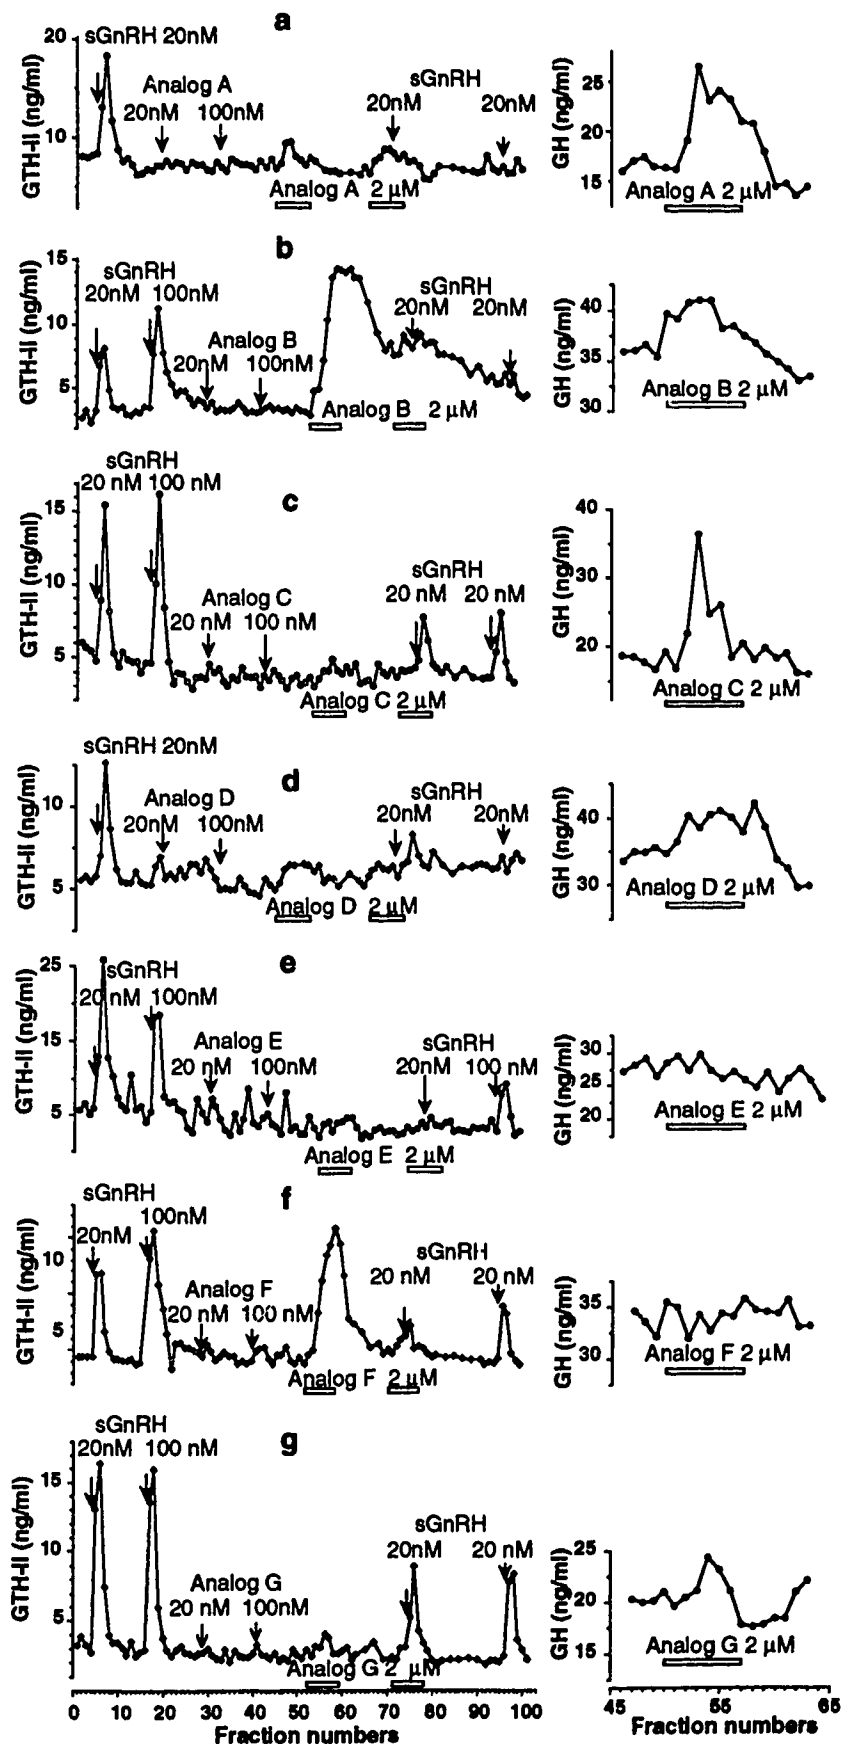 a
sGnRH 20nM
Analog A
20nM 100nM
sGnRH
20nM 20nM
GTH-II (ng/ml)
20
10
Analog A 2 µM
GH (ng/ml)
25
20
15
Analog A 2 µM
b
sGnRH
20nM 100nM
Analog B
20nM 100nM
sGnRH
20nM 20nM
GTH-II (ng/ml)
15
10
5
Analog B 2 µM
GH (ng/ml)
40
35
30
Analog B 2 µM
c
sGnRH
20 nM 100 nM
Analog C
20 nM 100 nM
sGnRH
20 nM 20 nM
GTH-II (ng/ml)
15
10
5
Analog C 2 µM
GH (ng/ml)
40
30
20
Analog C 2 µM
d
sGnRH 20nM
Analog D
20nM 100nM
sGnRH
20nM 20nM
GTH-II (ng/ml)
10
5
Analog D 2 µM
GH (ng/ml)
40
30
Analog D 2 µM
e
sGnRH
20 nM 100nM
Analog E
20 nM 100nM
sGnRH
20nM 100 nM
GTH-II (ng/ml)
25
15
5
Analog E 2 µM
GH (ng/ml)
30
25
20
Analog E 2 µM
f
sGnRH
20nM 100nM
Analog F
20 nM 100 nM
sGnRH
20 nM 20 nM
GTH-II (ng/ml)
10
5
Analog F 2 µM
GH (ng/ml)
35
30
Analog F 2 µM
g
sGnRH
20nM 100 nM
Analog G
20 nM 100nM
sGnRH
20nM 20 nM
GTH-II (ng/ml)
15
10
5
Analog G 2 µM
GH (ng/ml)
25
20
15
Analog G 2 µM
0 10 20 30 40 50 60 70 80 90 100
Fraction numbers
45 55 65
Fraction numbers